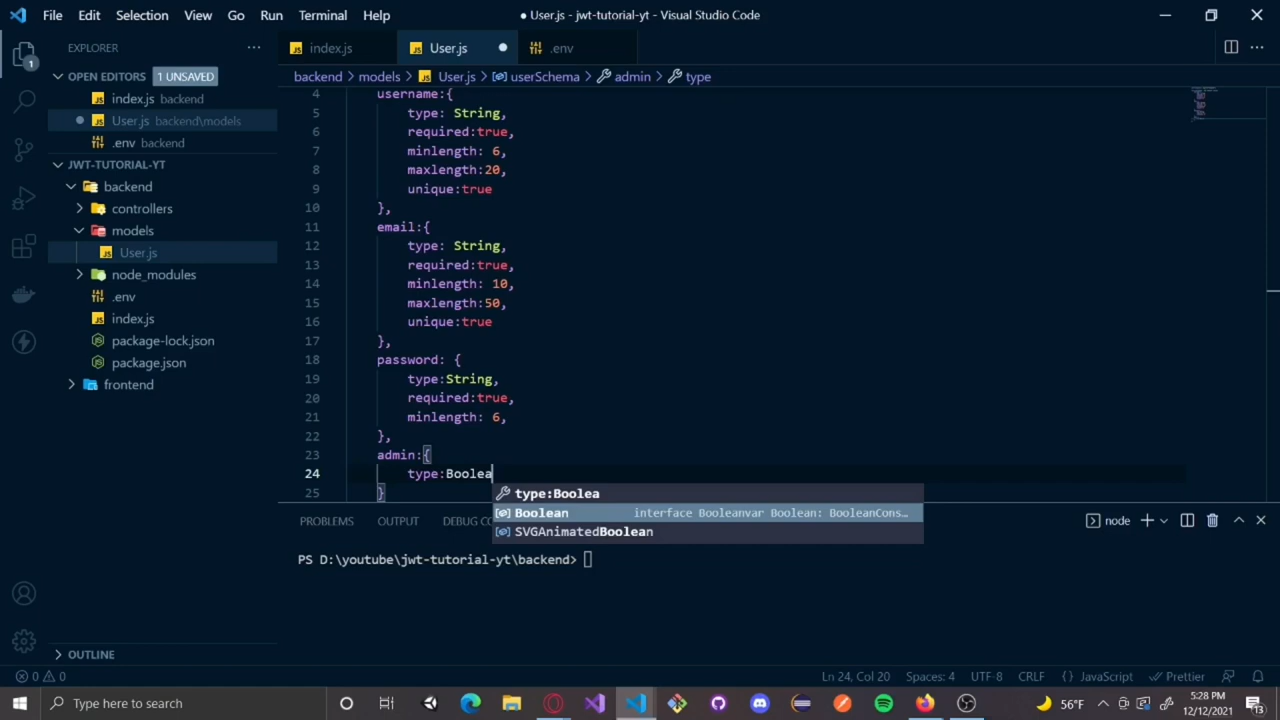 File Edit Selection View Go Run Terminal Help
● User.js - jwt-tutorial-yt - Visual Studio Code
EXPLORER
OPEN EDITORS 1 UNSAVED
index.js backend
User.js backend\models
.env backend
JWT-TUTORIAL-YT
backend
controllers
models
User.js
node_modules
.env
index.js
package-lock.json
package.json
frontend
OUTLINE
1
index.js
User.js
.env
backend > models > User.js > userSchema > admin > type
4 username:{
5 type: String,
6 required:true,
7 minlength: 6,
8 maxlength:20,
9 unique:true
10 },
11 email:{
12 type: String,
13 required:true,
14 minlength: 10,
15 maxlength:50,
16 unique:true
17 },
18 password: {
19 type:String,
20 required:true,
21 minlength: 6,
22 },
23 admin:{
24 type:Boolea
25 }
type:Boolea
Boolean interface Booleanvar Boolean: BooleanCons…
SVGAnimatedBoolean
PROBLEMS OUTPUT DEBUG CO
node
PS D:\youtube\jwt-tutorial-yt\backend>
0 0
Ln 24, Col 20 Spaces: 4 UTF-8 CRLF {} JavaScript Prettier
Type here to search
56°F
5:28 PM
12/12/2021
13